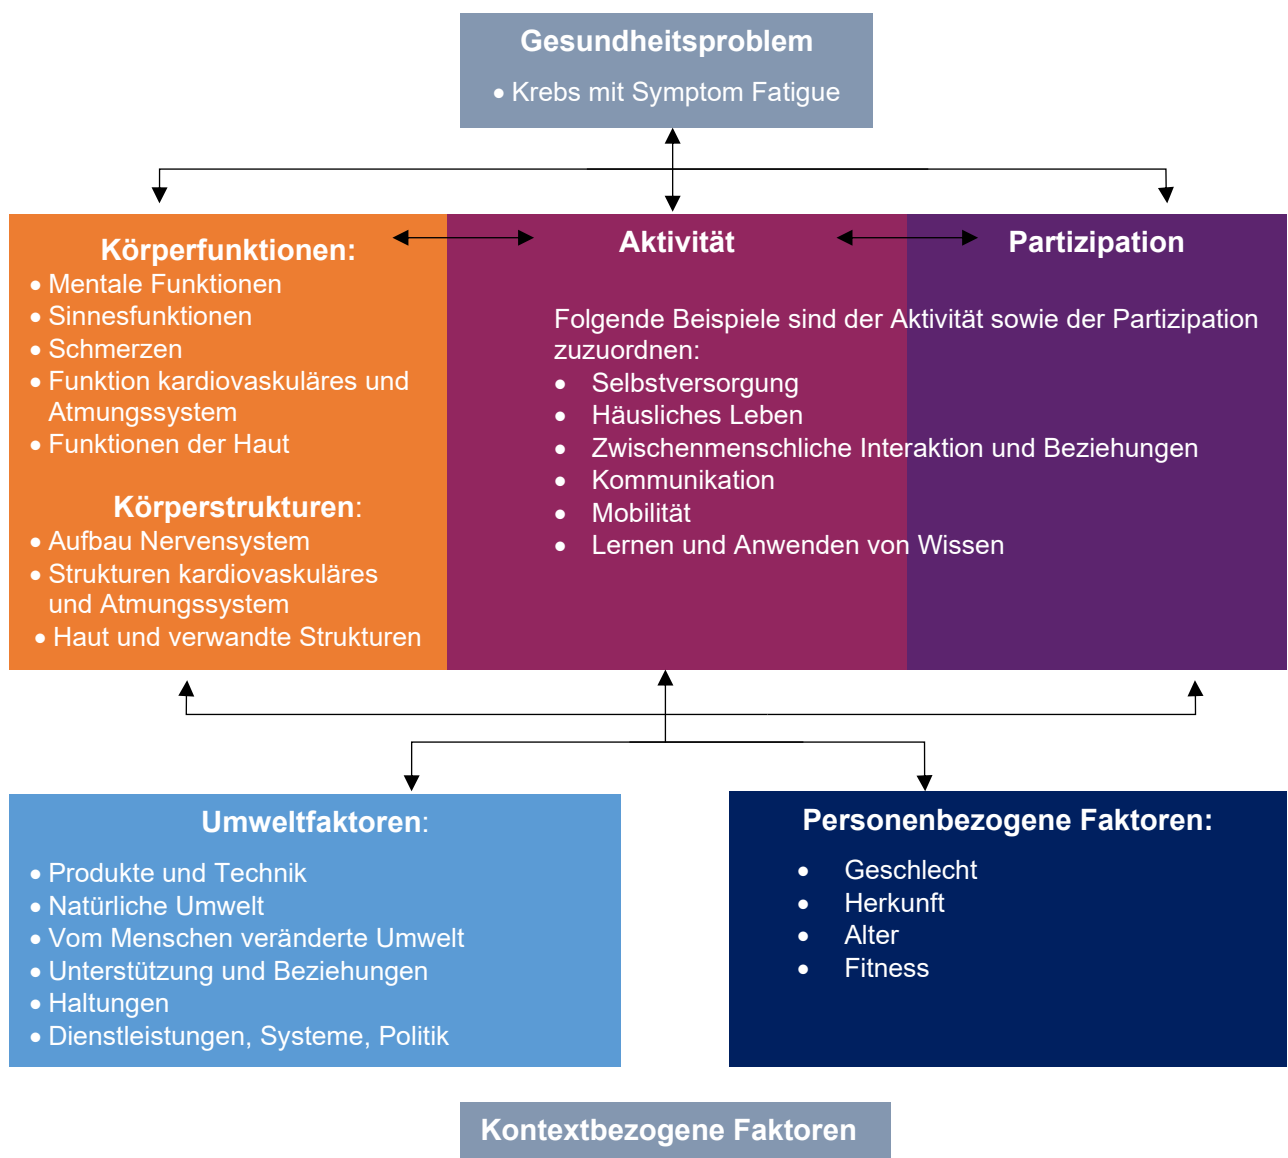 Gesundheitsproblem
• Krebs mit Symptom Fatigue
Körperfunktionen:
• Mentale Funktionen
• Sinnesfunktionen
• Schmerzen
• Funktion kardiovaskuläres und
Atmungssystem
• Funktionen der Haut
Körperstrukturen:
• Aufbau Nervensystem
• Strukturen kardiovaskuläres
und Atmungssystem
• Haut und verwandte Strukturen
Aktivität
Partizipation
Folgende Beispiele sind der Aktivität sowie der Partizipation
zuzuordnen:
• Selbstversorgung
• Häusliches Leben
• Zwischenmenschliche Interaktion und Beziehungen
• Kommunikation
• Mobilität
• Lernen und Anwenden von Wissen
Umweltfaktoren:
• Produkte und Technik
• Natürliche Umwelt
• Vom Menschen veränderte Umwelt
• Unterstützung und Beziehungen
• Haltungen
• Dienstleistungen, Systeme, Politik
Personenbezogene Faktoren:
• Geschlecht
• Herkunft
• Alter
• Fitness
Kontextbezogene Faktoren